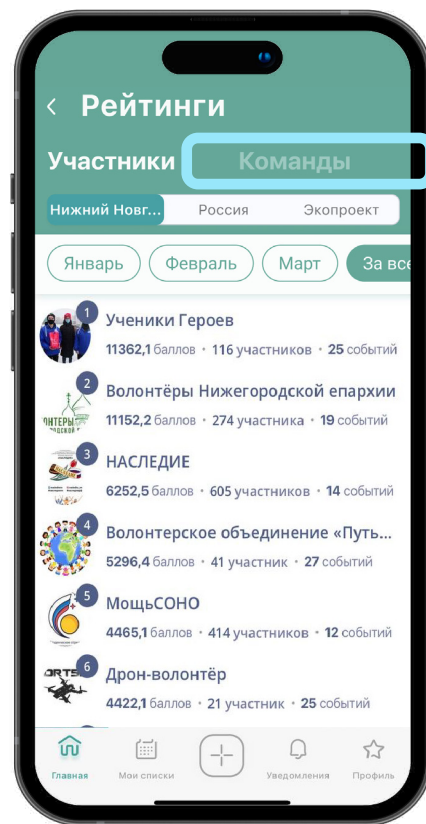 Рейтинги
Участники Команды
Нижний Новг... Россия Экопроект
Январь Февраль Март За все
1
Ученики Героев
11362,1 баллов • 116 участников • 25 событий
2
Волонтёры Нижегородской епархии
11152,2 баллов • 274 участника • 19 событий
3
НАСЛЕДИЕ
6252,5 баллов • 605 участников • 14 событий
4
Волонтерское объединение «Путь...
5296,4 баллов • 41 участник • 27 событий
5
МощьСОНО
4465,1 баллов • 414 участников • 12 событий
6
Дрон-волонтёр
4422,1 баллов • 21 участник • 25 событий
Главная Мои списки Уведомления Профиль